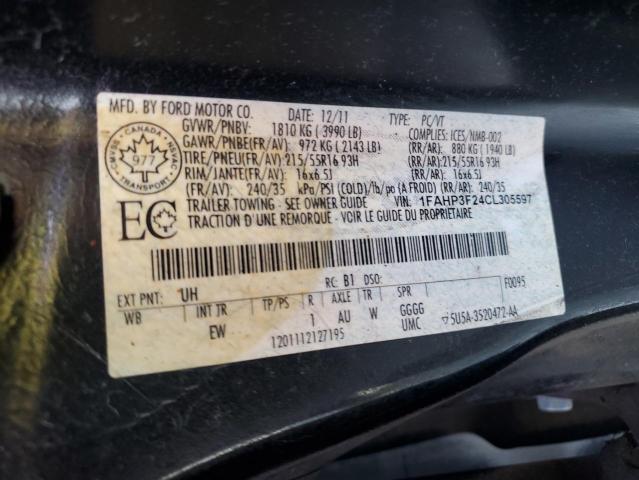 MFD. BY FORD MOTOR CO. DATE: 12/11 TYPE: PC/VT
GVWR/PNBV: 1810 KG ( 3990 LB) COMPLIES: ICES/NMB-002
GAWR/PNBE(FR/AV): 972 KG ( 2143 LB) (RR/AR): 880 KG ( 1940 LB)
TIRE/PNEU(FR/AV): 215/55R16 93H (RR/AR): 215/55R16 93H
RIM/JANTE(FR/AV): 16x6.5J (RR/AR): 16x6.5J
(FR/AV): 240/35 kPa/PSI (COLD)/lb/po (A FROID) (RR/AR): 240/35
TRAILER TOWING - SEE OWNER GUIDE VIN: 1FAHP3F24CL305597
TRACTION D'UNE REMORQUE - VOIR LE GUIDE DU PROPRIETAIRE
CANADA
CMVSS NSVAC
977
TRANSPORT
EC
EXT PNT: UH RC: B1 DSO: F0095
WB INT TR TP/PS R AXLE TR SPR
EW 1 AU W GGGG
UMC 5U5A-3520472-AA
1201112127195